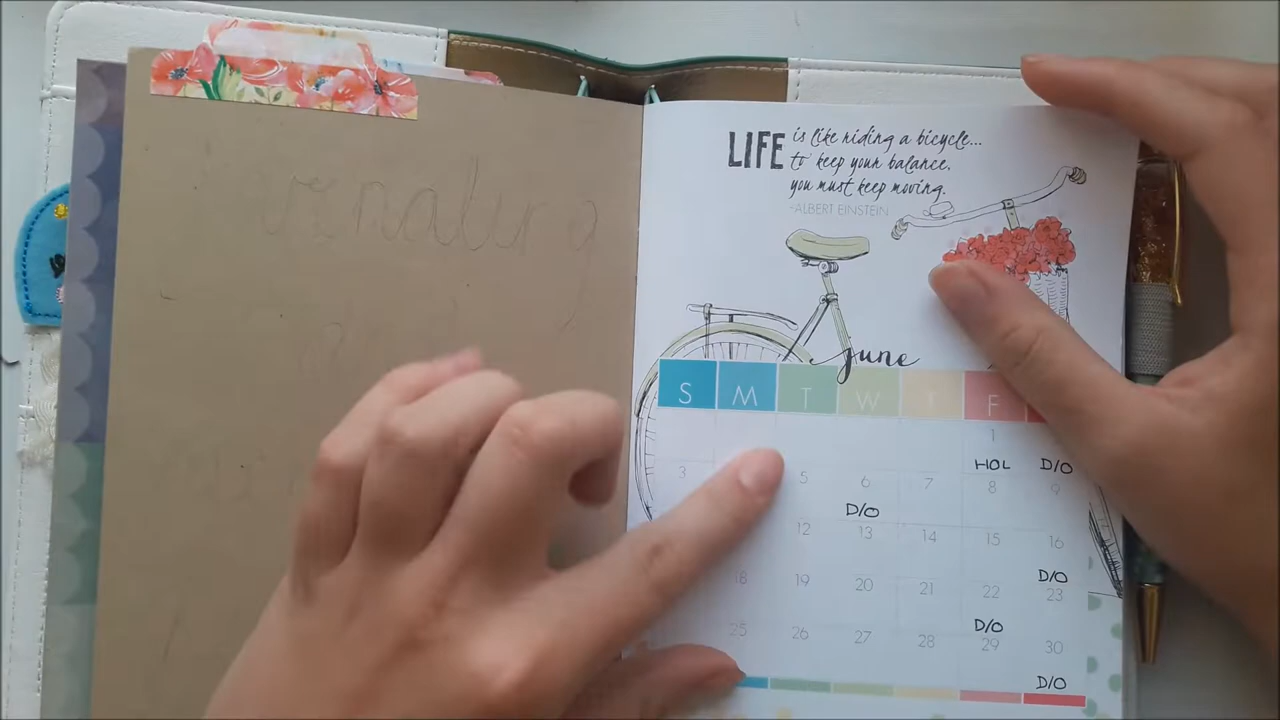 LIFE is like riding a bicycle...
to keep your balance,
you must keep moving.
-ALBERT EINSTEIN
june
S M T W T F
1
HOL D/O
3 5 6 7 8 9
D/O
12 13 14 15 16
D/O
18 19 20 21 22 23
D/O
25 26 27 28 29 30
D/O